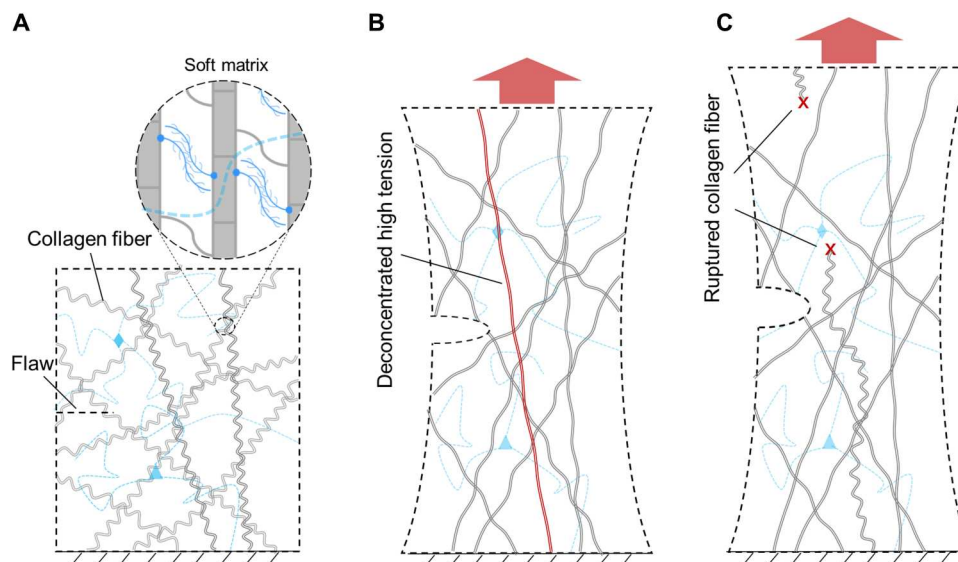 A
Soft matrix
Collagen fiber
Flaw
B
Deconcentrated high tension
C
X
X
Ruptured collagen fiber